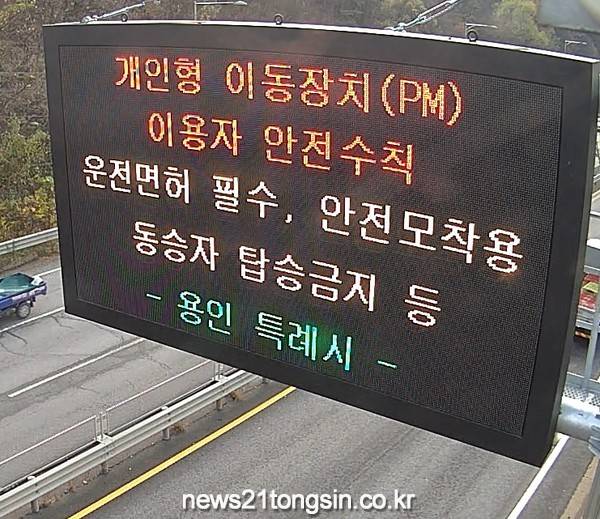 개인형 이동장치(PM)
이용자 안전수칙
운전면허 필수, 안전모착용
동승자 탑승금지 등
- 용인 특례시 -
news21tongsin.co.kr